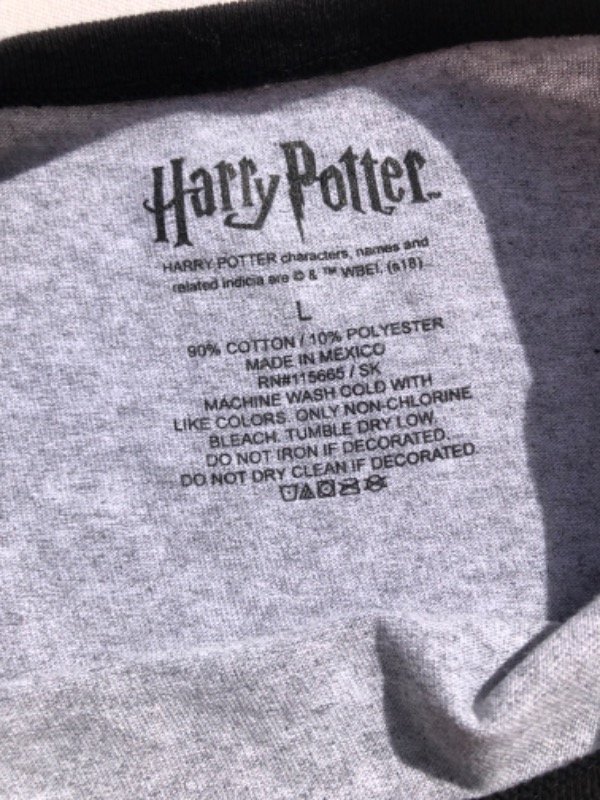 Harry Potter™
HARRY POTTER characters, names and
related indicia are © & ™ WBEI. (s18)
L
90% COTTON / 10% POLYESTER
MADE IN MEXICO
RN#115665 / SK
MACHINE WASH COLD WITH
LIKE COLORS. ONLY NON-CHLORINE
BLEACH. TUMBLE DRY LOW.
DO NOT IRON IF DECORATED.
DO NOT DRY CLEAN IF DECORATED.